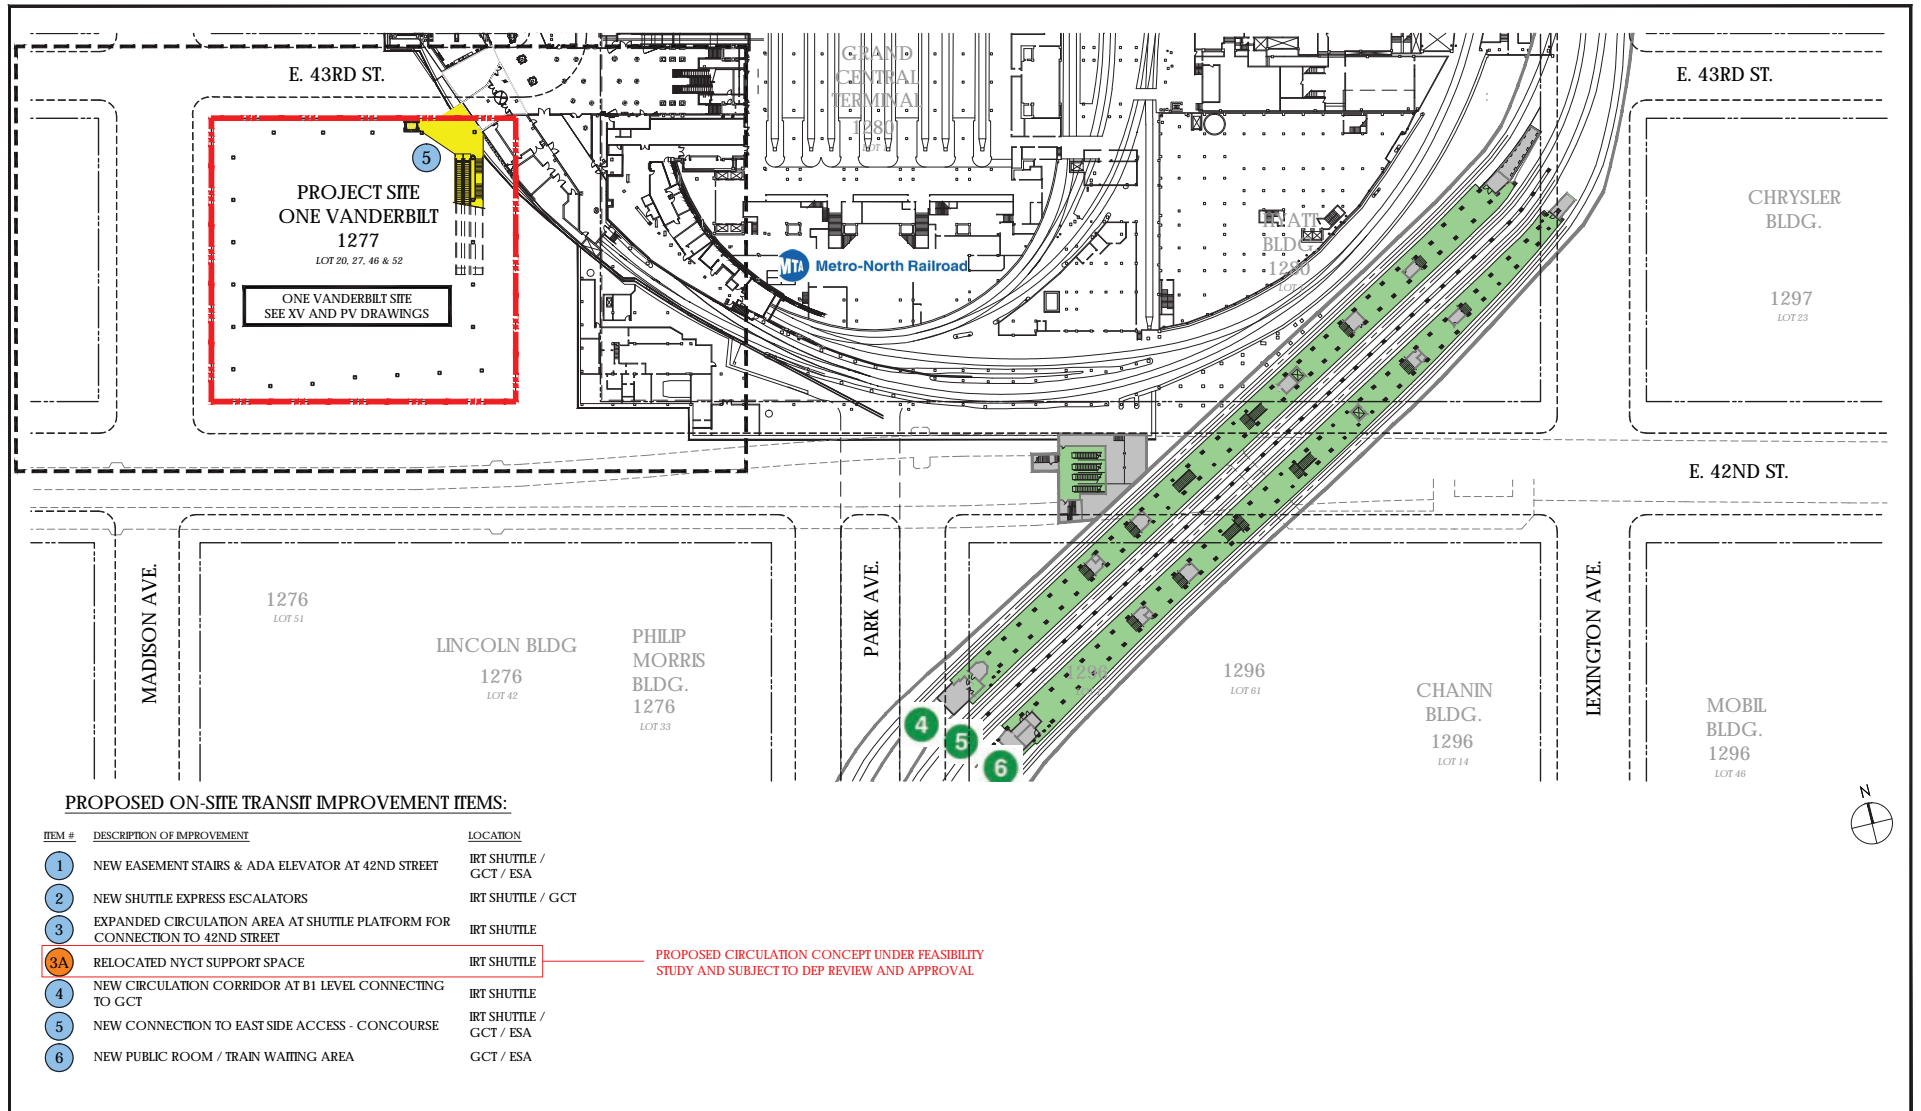 E. 43RD ST.
GRAND
CENTRAL
TERMINAL
1280
E. 43RD ST.
5
PROJECT SITE
ONE VANDERBILT
1277
LOT 20, 27, 46 & 52
ONE VANDERBILT SITE
SEE XV AND PV DRAWINGS
MTA Metro-North Railroad
HYATT
BLDG.
1280
CHRYSLER
BLDG.
1297
LOT 23
E. 42ND ST.
MADISON AVE.
1276
LOT 51
LINCOLN BLDG
1276
LOT 42
PHILIP
MORRIS
BLDG.
1276
LOT 33
PARK AVE.
4
5
6
1296
1296
LOT 61
CHANIN
BLDG.
1296
LOT 14
LEXINGTON AVE.
MOBIL
BLDG.
1296
LOT 46
N
PROPOSED ON-SITE TRANSIT IMPROVEMENT ITEMS:
ITEM # DESCRIPTION OF IMPROVEMENT LOCATION
1 NEW EASEMENT STAIRS & ADA ELEVATOR AT 42ND STREET IRT SHUTTLE /
GCT / ESA
2 NEW SHUTTLE EXPRESS ESCALATORS IRT SHUTTLE / GCT
3 EXPANDED CIRCULATION AREA AT SHUTTLE PLATFORM FOR
CONNECTION TO 42ND STREET IRT SHUTTLE
3A RELOCATED NYCT SUPPORT SPACE IRT SHUTTLE
PROPOSED CIRCULATION CONCEPT UNDER FEASIBILITY
STUDY AND SUBJECT TO DEP REVIEW AND APPROVAL
4 NEW CIRCULATION CORRIDOR AT B1 LEVEL CONNECTING
TO GCT IRT SHUTTLE
5 NEW CONNECTION TO EAST SIDE ACCESS - CONCOURSE IRT SHUTTLE /
GCT / ESA
6 NEW PUBLIC ROOM / TRAIN WAITING AREA GCT / ESA